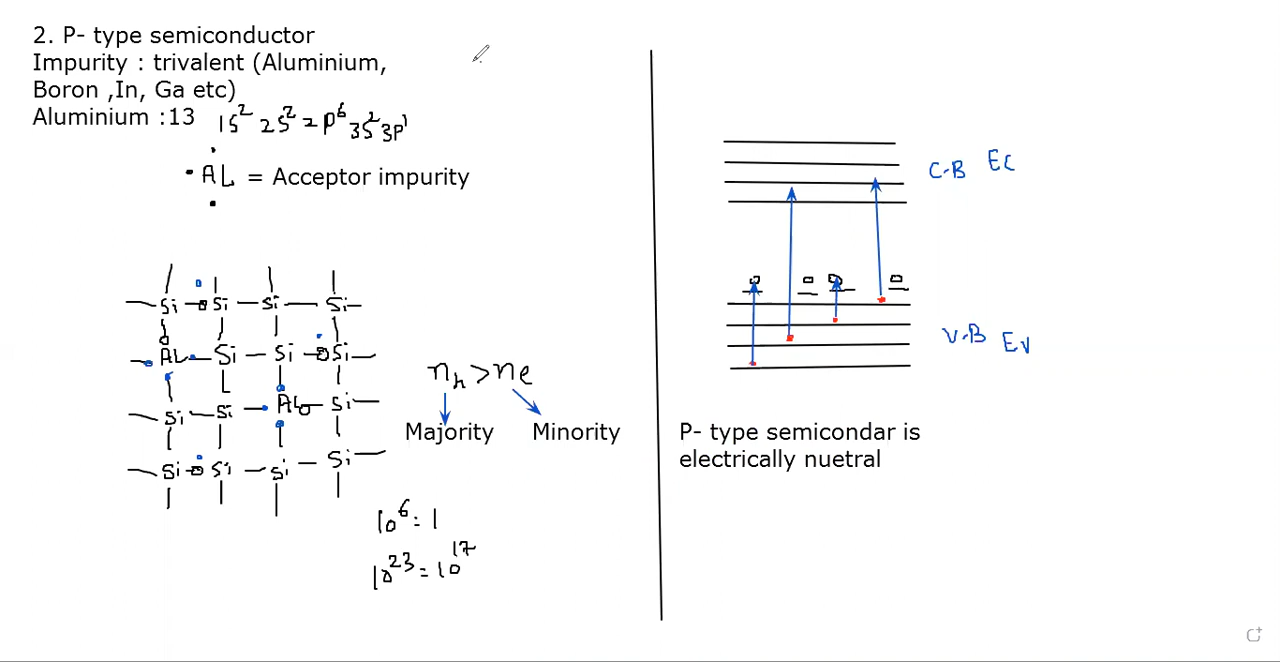 2. P- type semiconductor
Impurity : trivalent (Aluminium,
Boron ,In, Ga etc)
Aluminium :13 1s² 2s² 2p⁶ 3s² 3p¹
AL = Acceptor impurity
Si Si Si Si
AL Si Si Si
Si Si AL Si
Si Si Si Si
nₕ > nₑ
Majority Minority
10⁶ = 1
10²³ = 10¹⁷
C-B Ec
V-B Ev
P- type semicondar is
electrically nuetral